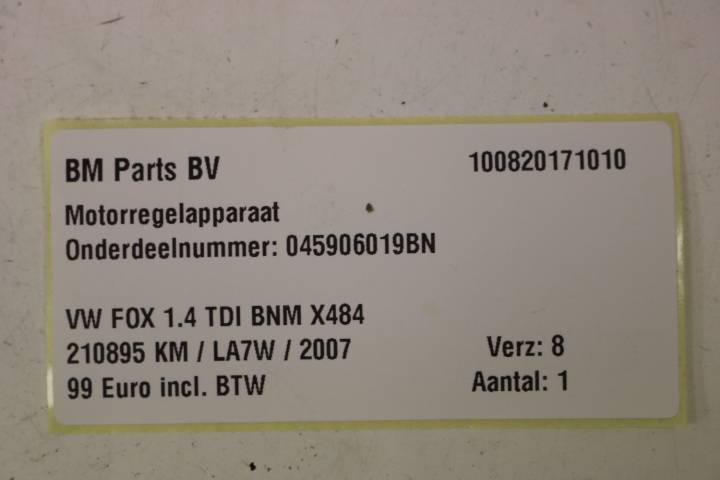 BM Parts BV 100820171010
Motorregelapparaat
Onderdeelnummer: 045906019BN
VW FOX 1.4 TDI BNM X484
210895 KM / LA7W / 2007 Verz: 8
99 Euro incl. BTW Aantal: 1